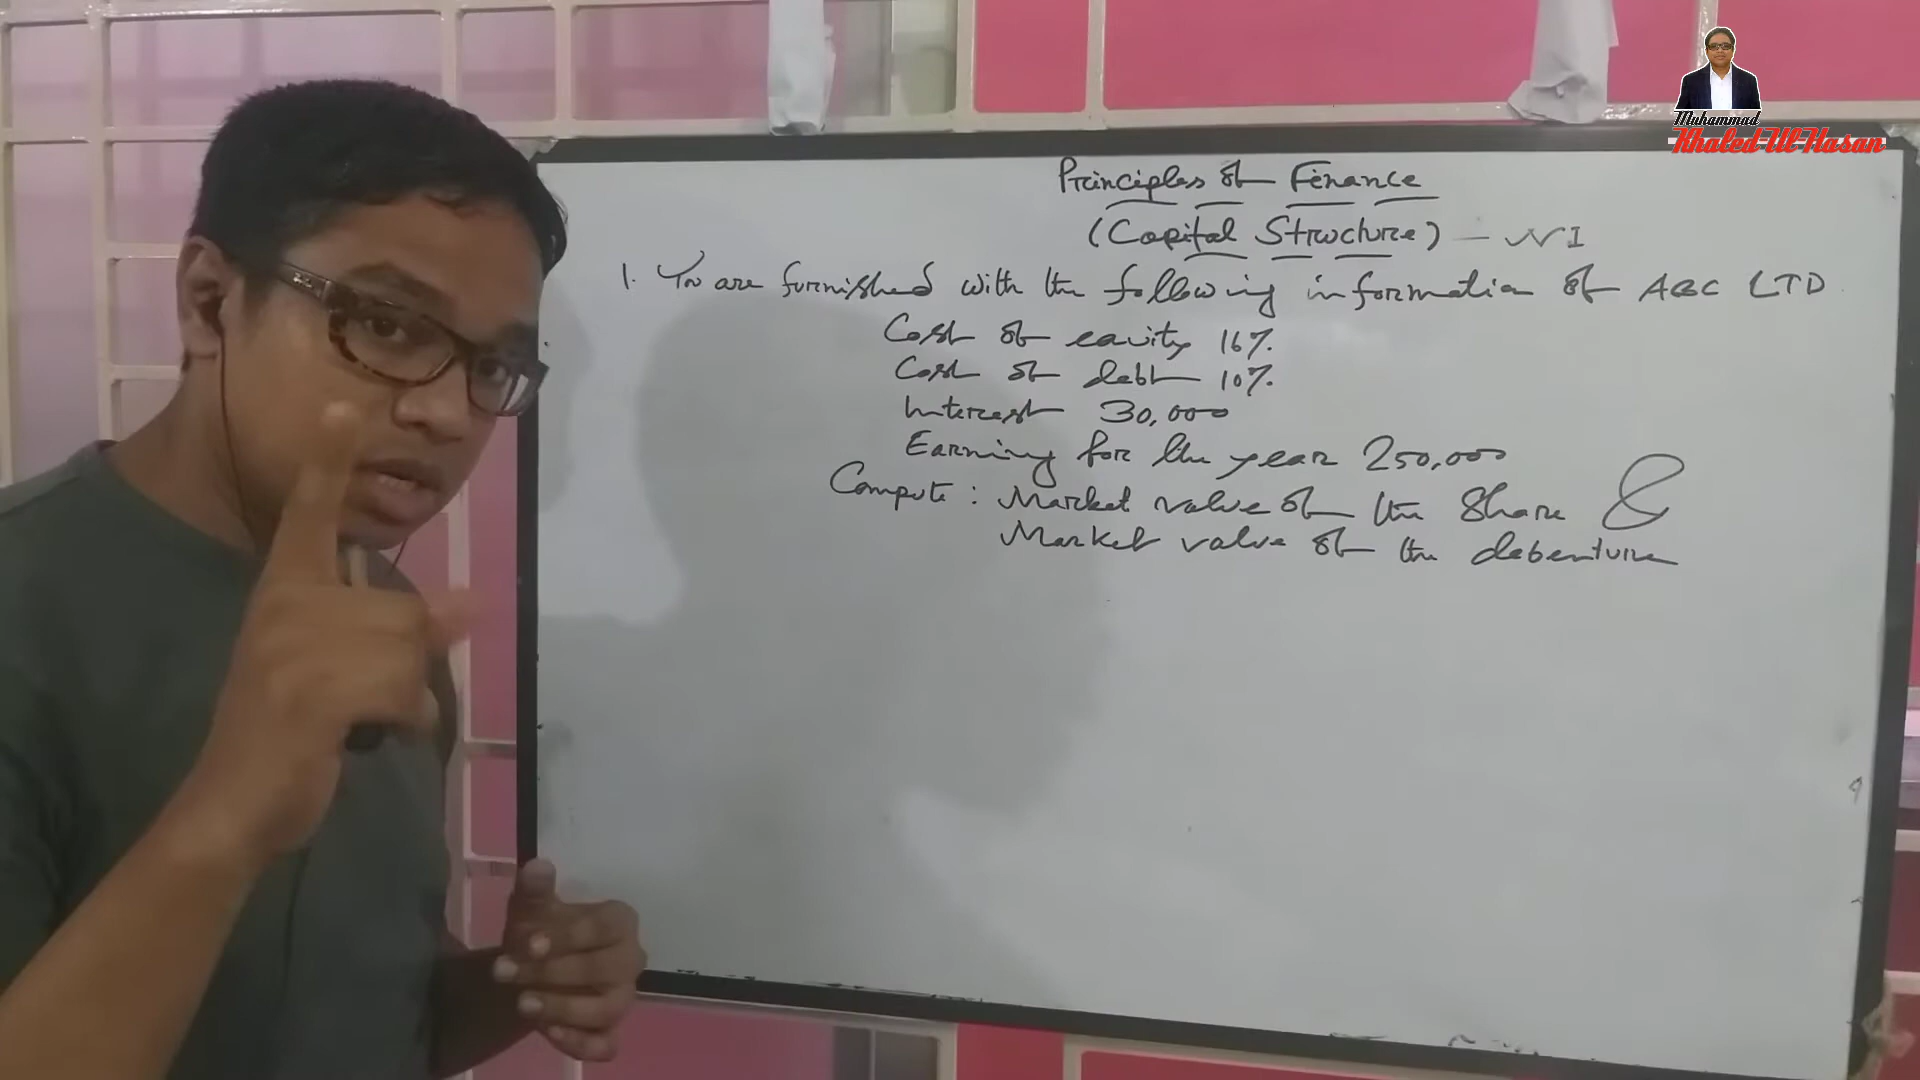 Muhammad
Khaled Ul Hasan
Principles of Finance
(Capital Structure) - NI
1. You are furnished with the following information of ABC LTD
Cost of equity 16%.
Cost of debt 10%.
Interest 30,000
Earning for the year 250,000
Compute: Market value of the Share &
Market value of the debenture